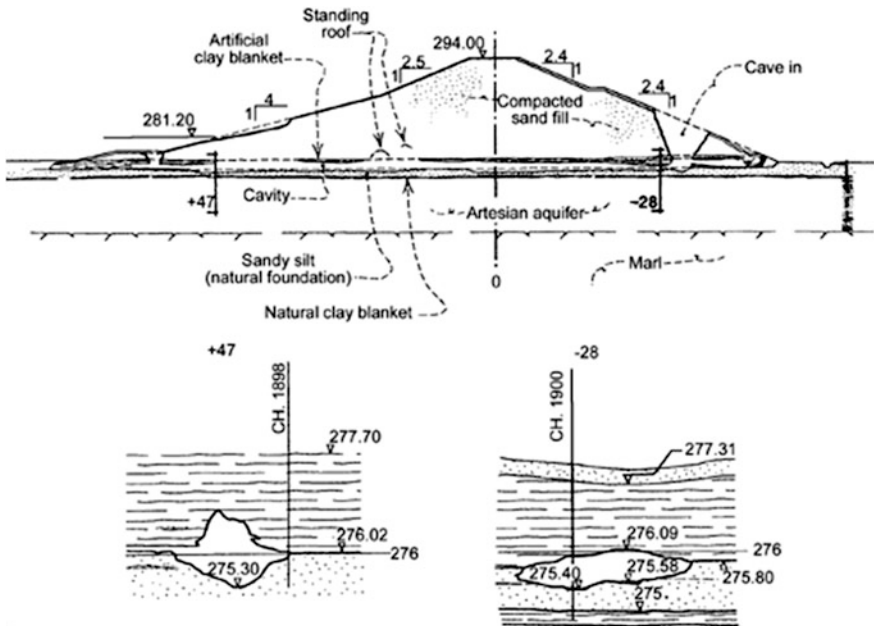 Standing
roof
Artificial
clay blanket
294.00
2.4
1
2.5
1
2.4
1
Cave in
4
1
Compacted
sand fill
281.20
+47
Cavity
-28
Artesian aquifer
Sandy silt
(natural foundation)
Marl
0
Natural clay blanket
+47
-28
CH. 1898
CH. 1900
277.70
277.31
276.02
276
276.09
276
275.30
275.40
275.58
275.80
275.